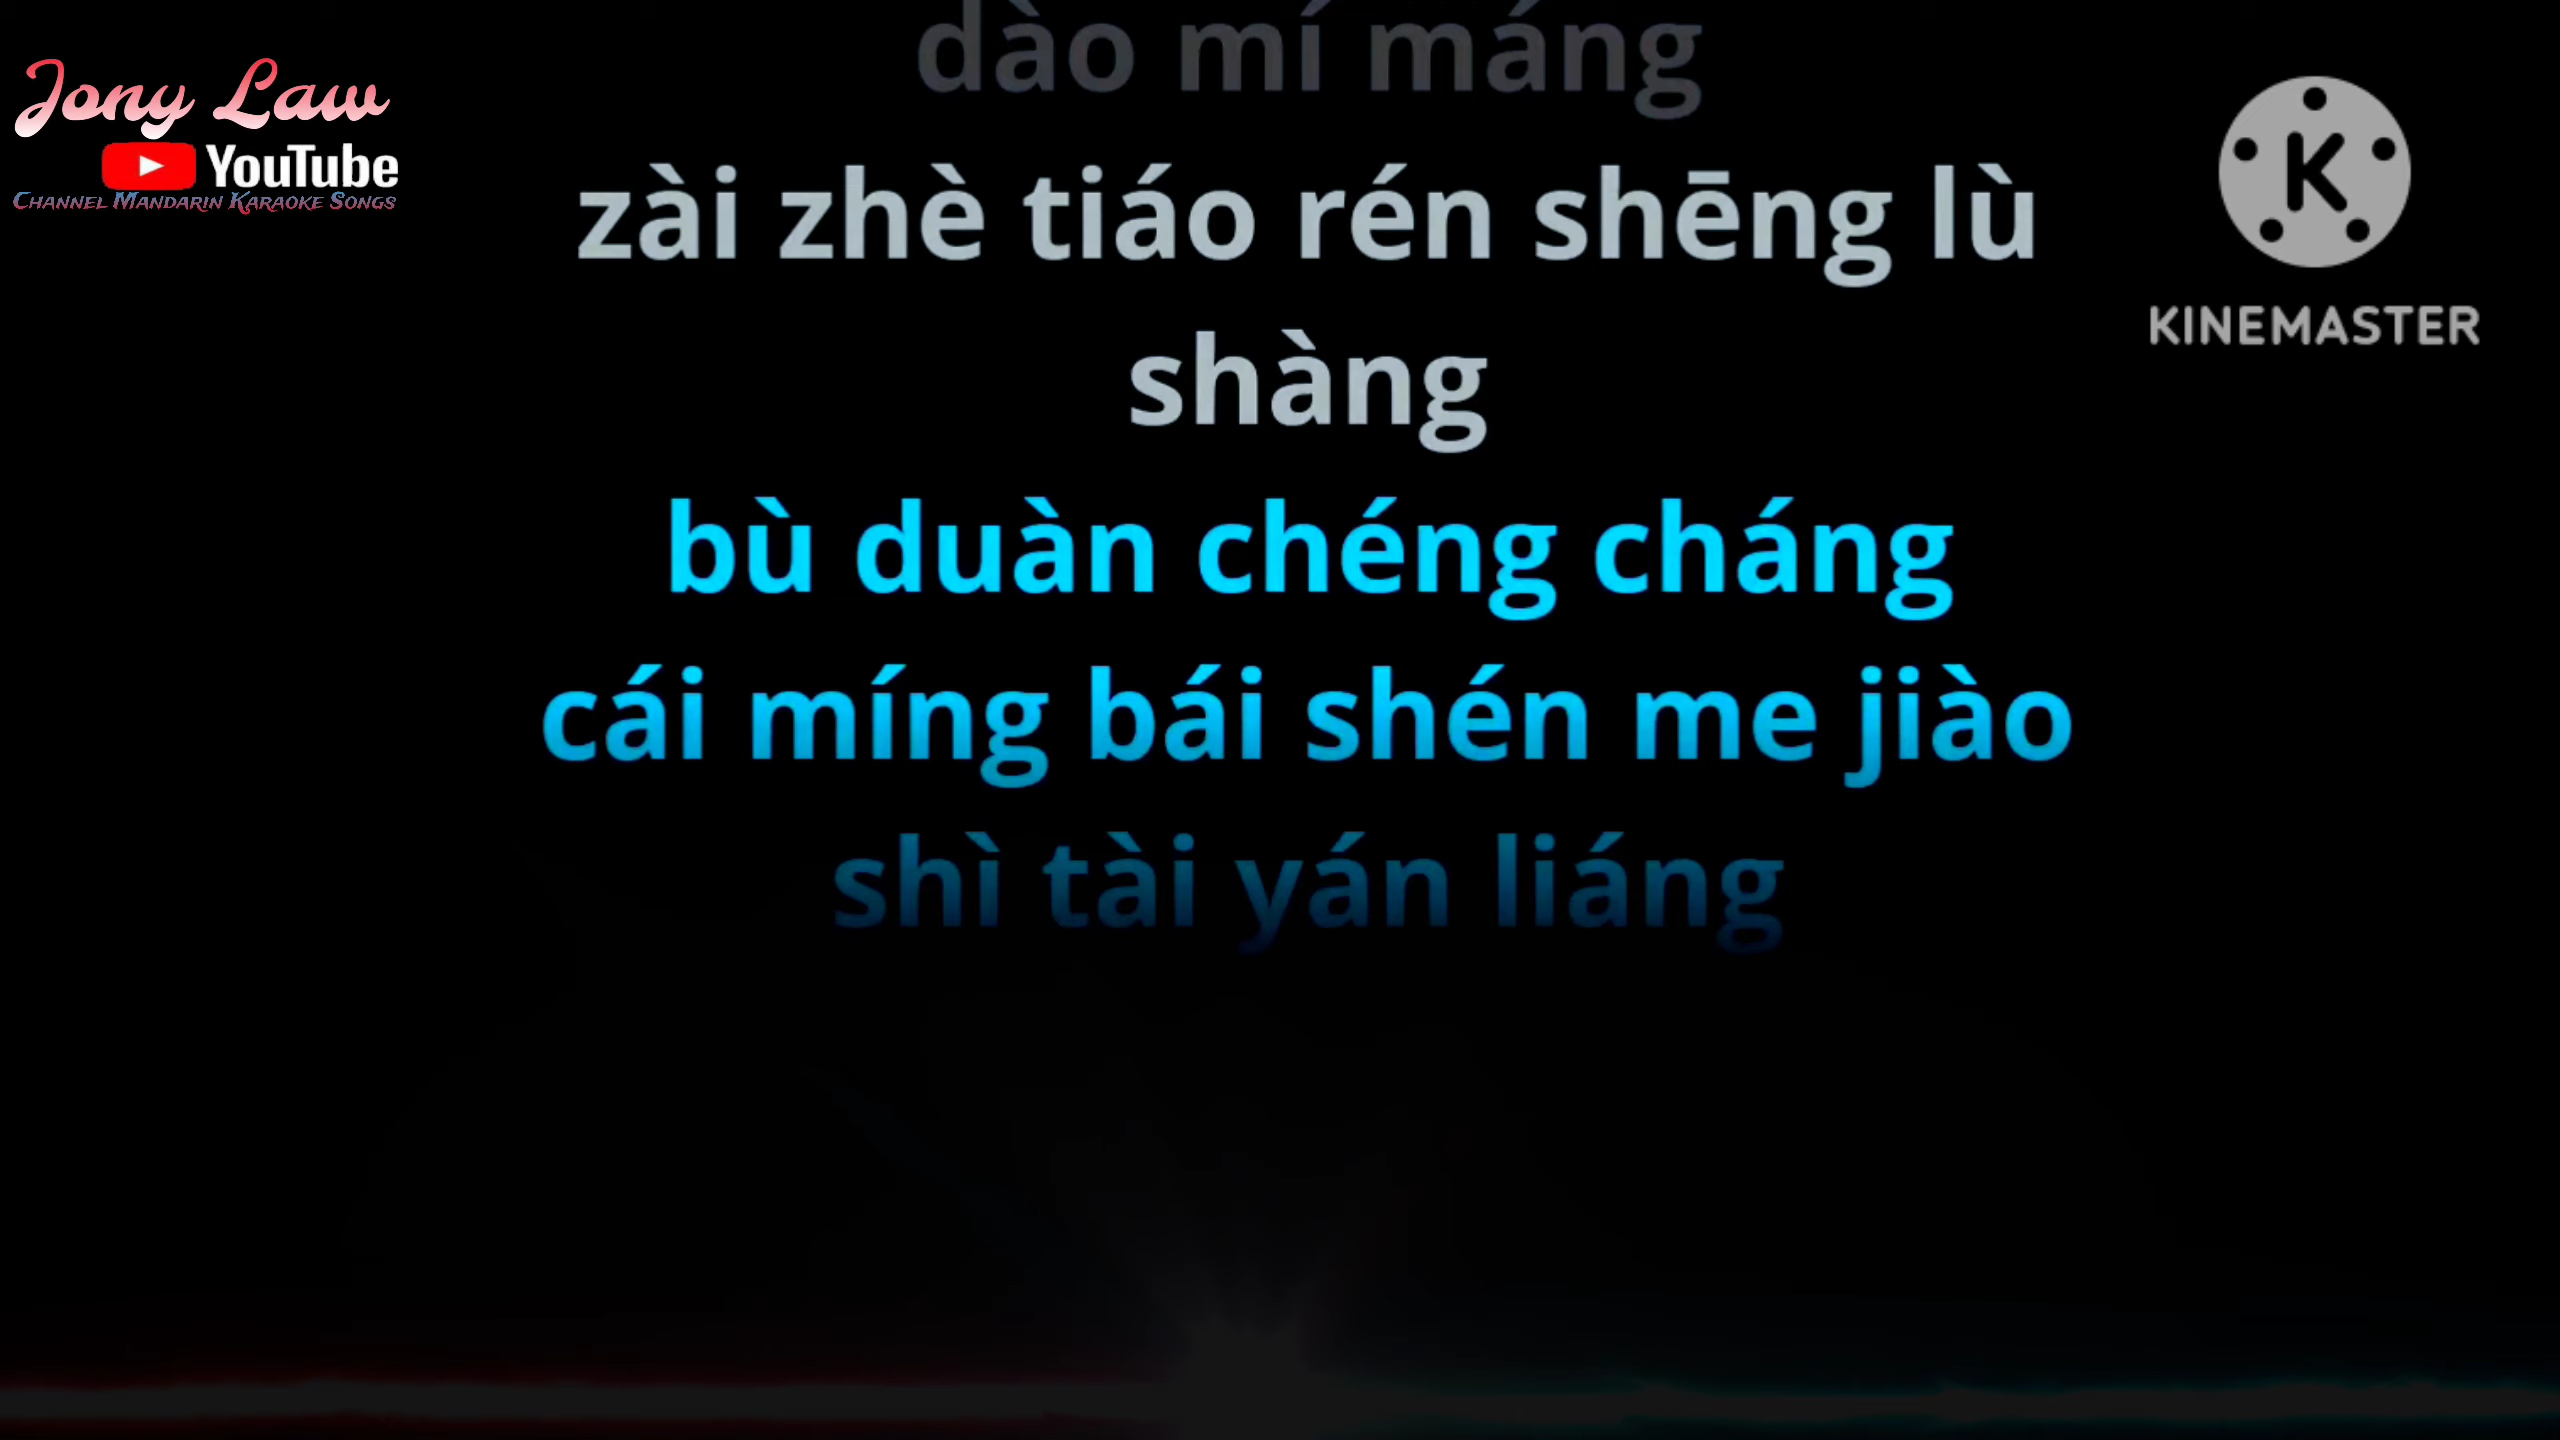 dào mí máng
Jony Law
YouTube
CHANNEL MANDARIN KARAOKE SONGS
zài zhè tiáo rén shēng lù
shàng
K
KINEMASTER
bù duàn chéng cháng
cái míng bái shén me jiào
shì tài yán liáng